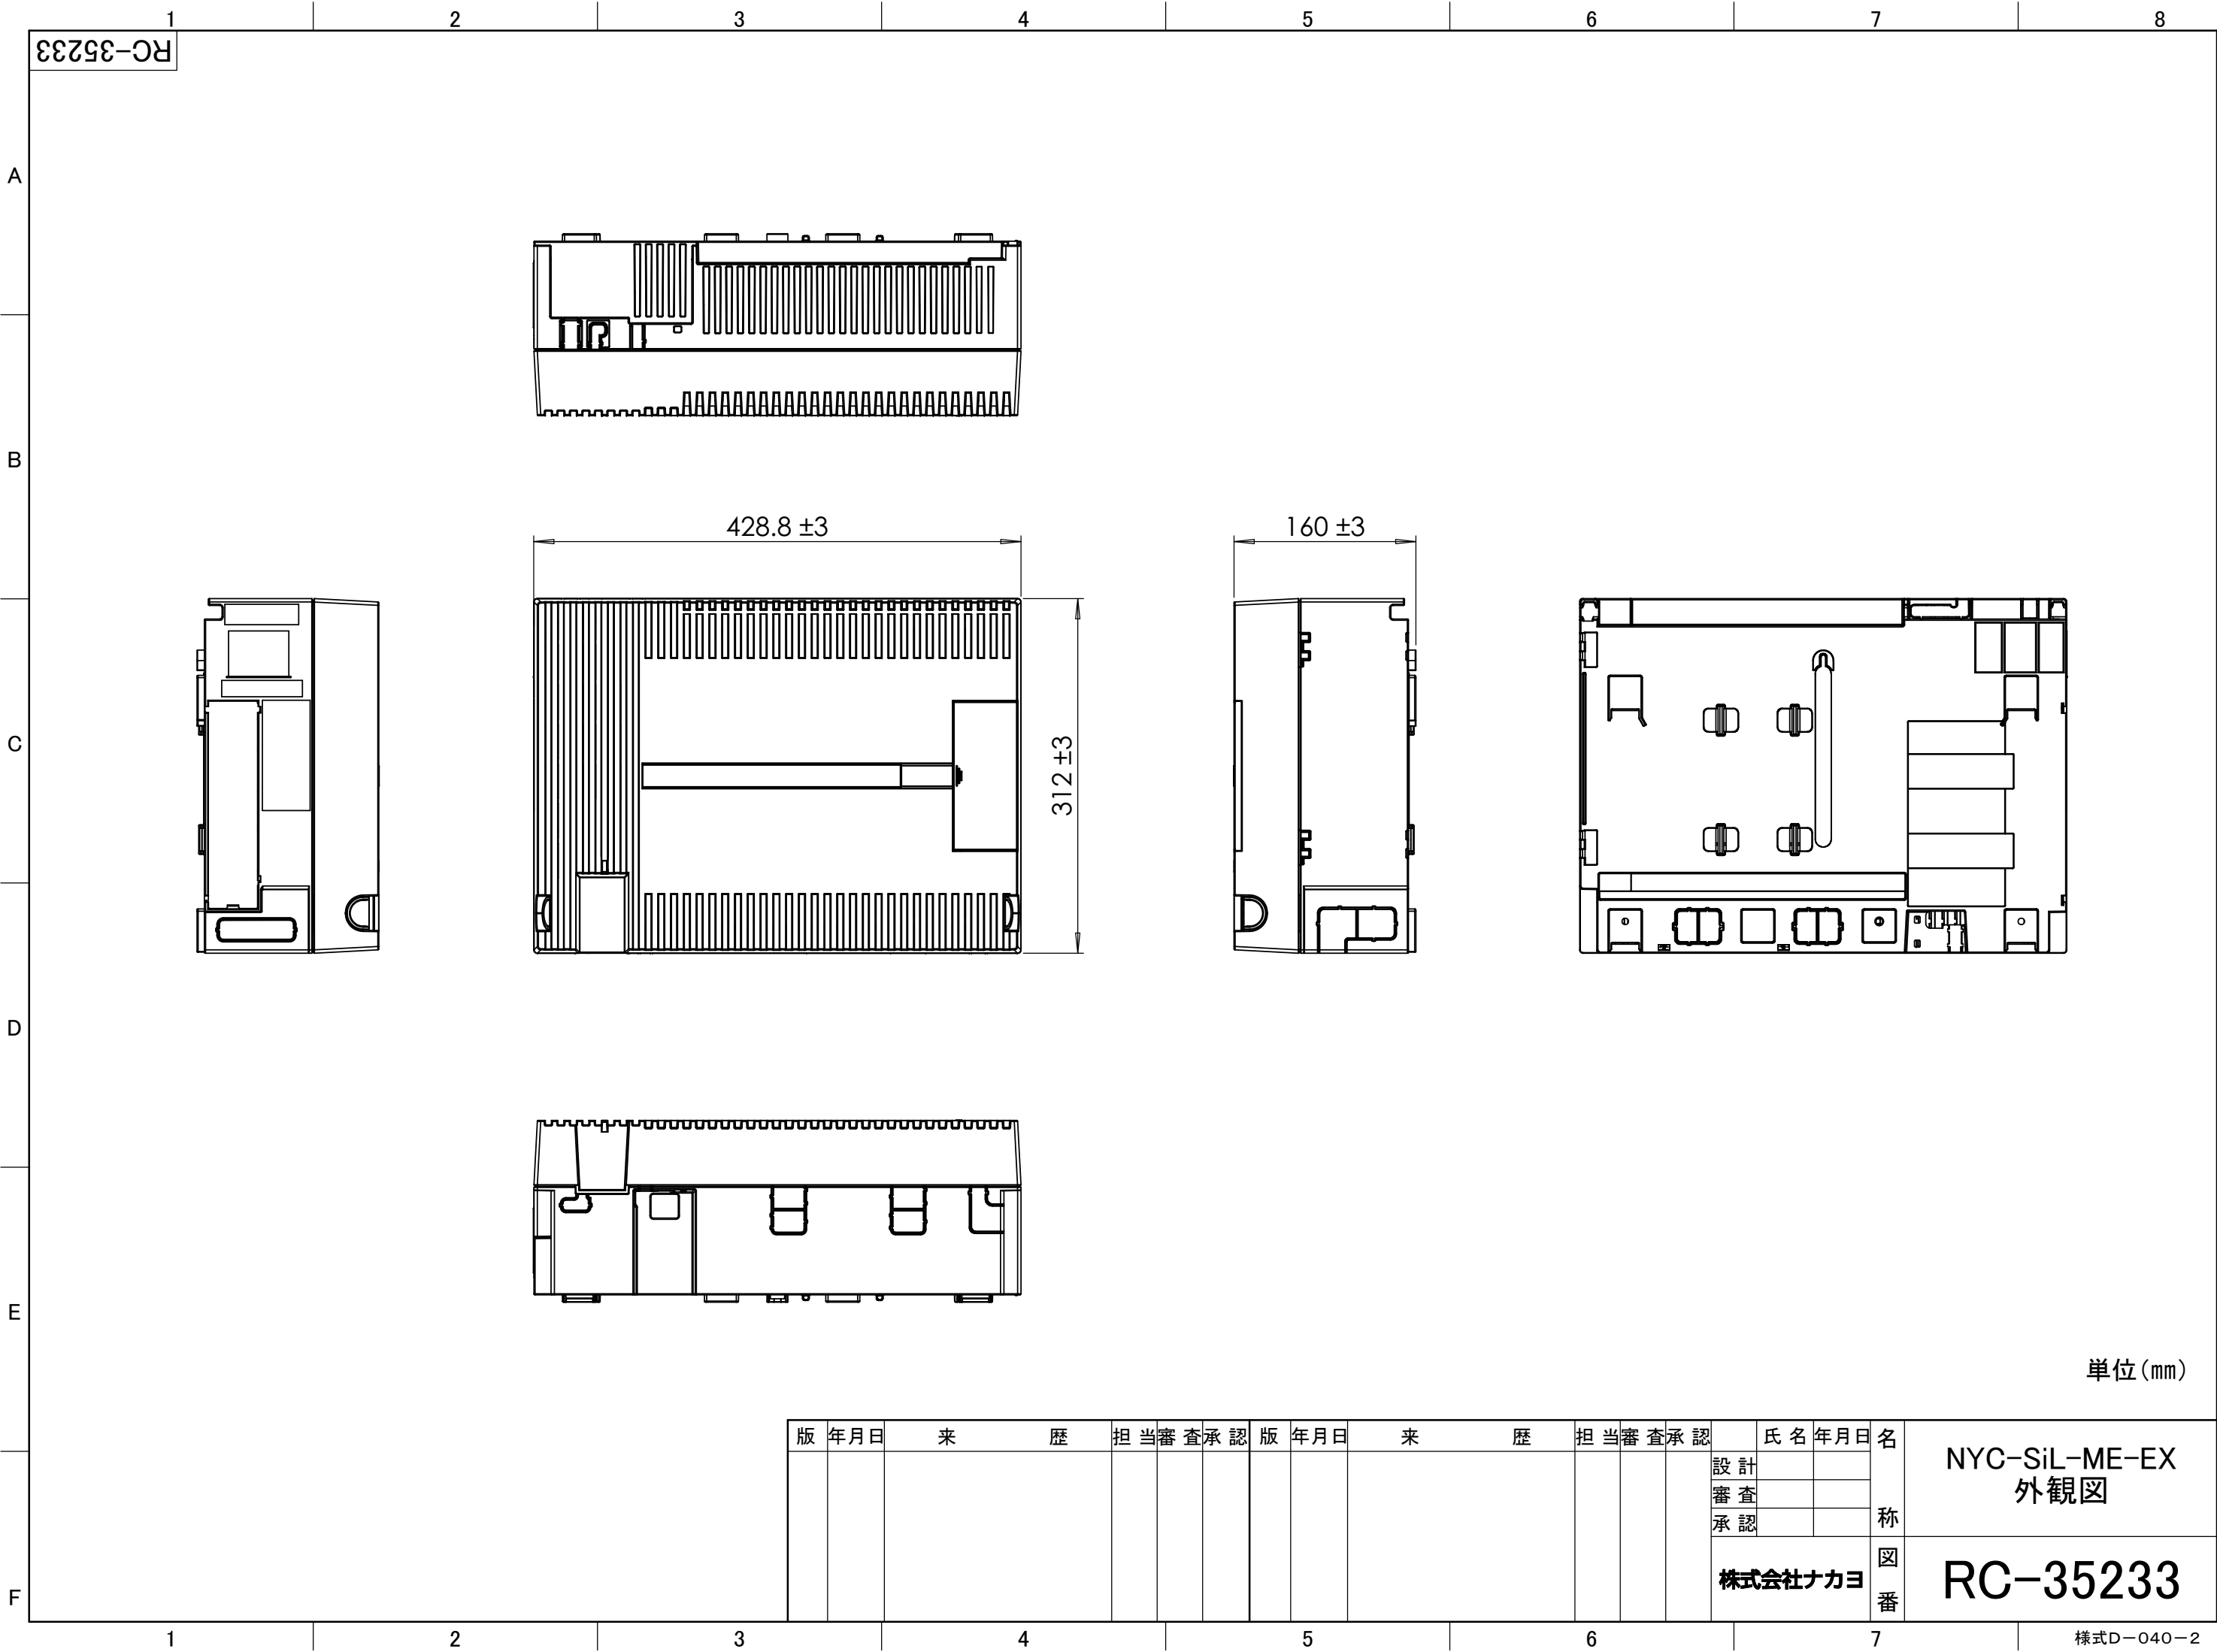 1 2 3 4 5 6 7 8
RC-35233
A
B
C
D
E
F
428.8 ±3
160 ±3
312 ±3
単位(mm)
版 年月日 来歴 担当 審査 承認 版 年月日 来歴 担当 審査 承認 氏名 年月日
設計
審査
承認
名称
NYC-SiL-ME-EX
外観図
株式会社ナカヨ
図番
RC-35233
1 2 3 4 5 6 7 8
様式D-040-2